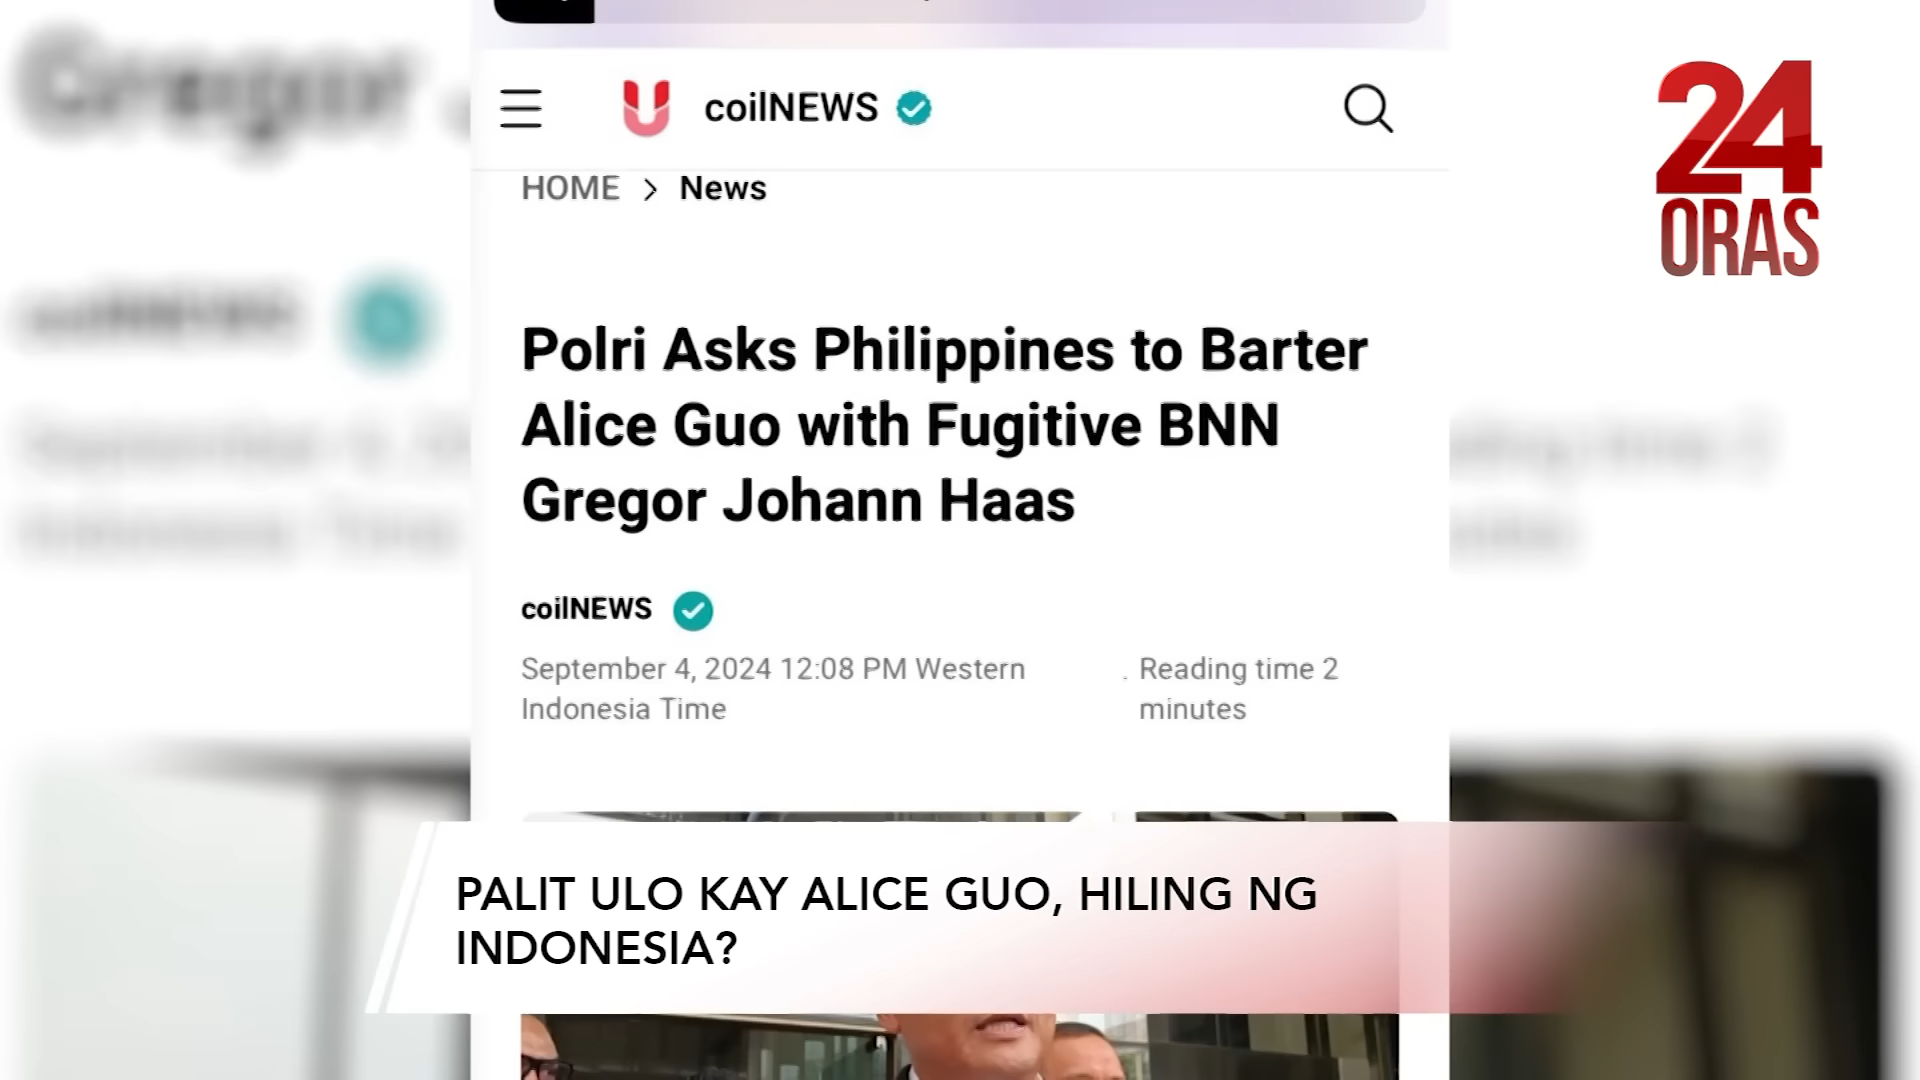 coilNEWS
24
ORAS
HOME > News
Polri Asks Philippines to Barter
Alice Guo with Fugitive BNN
Gregor Johann Haas
coilNEWS
September 4, 2024 12:08 PM Western
Indonesia Time
. Reading time 2
minutes
PALIT ULO KAY ALICE GUO, HILING NG
INDONESIA?
Gregor